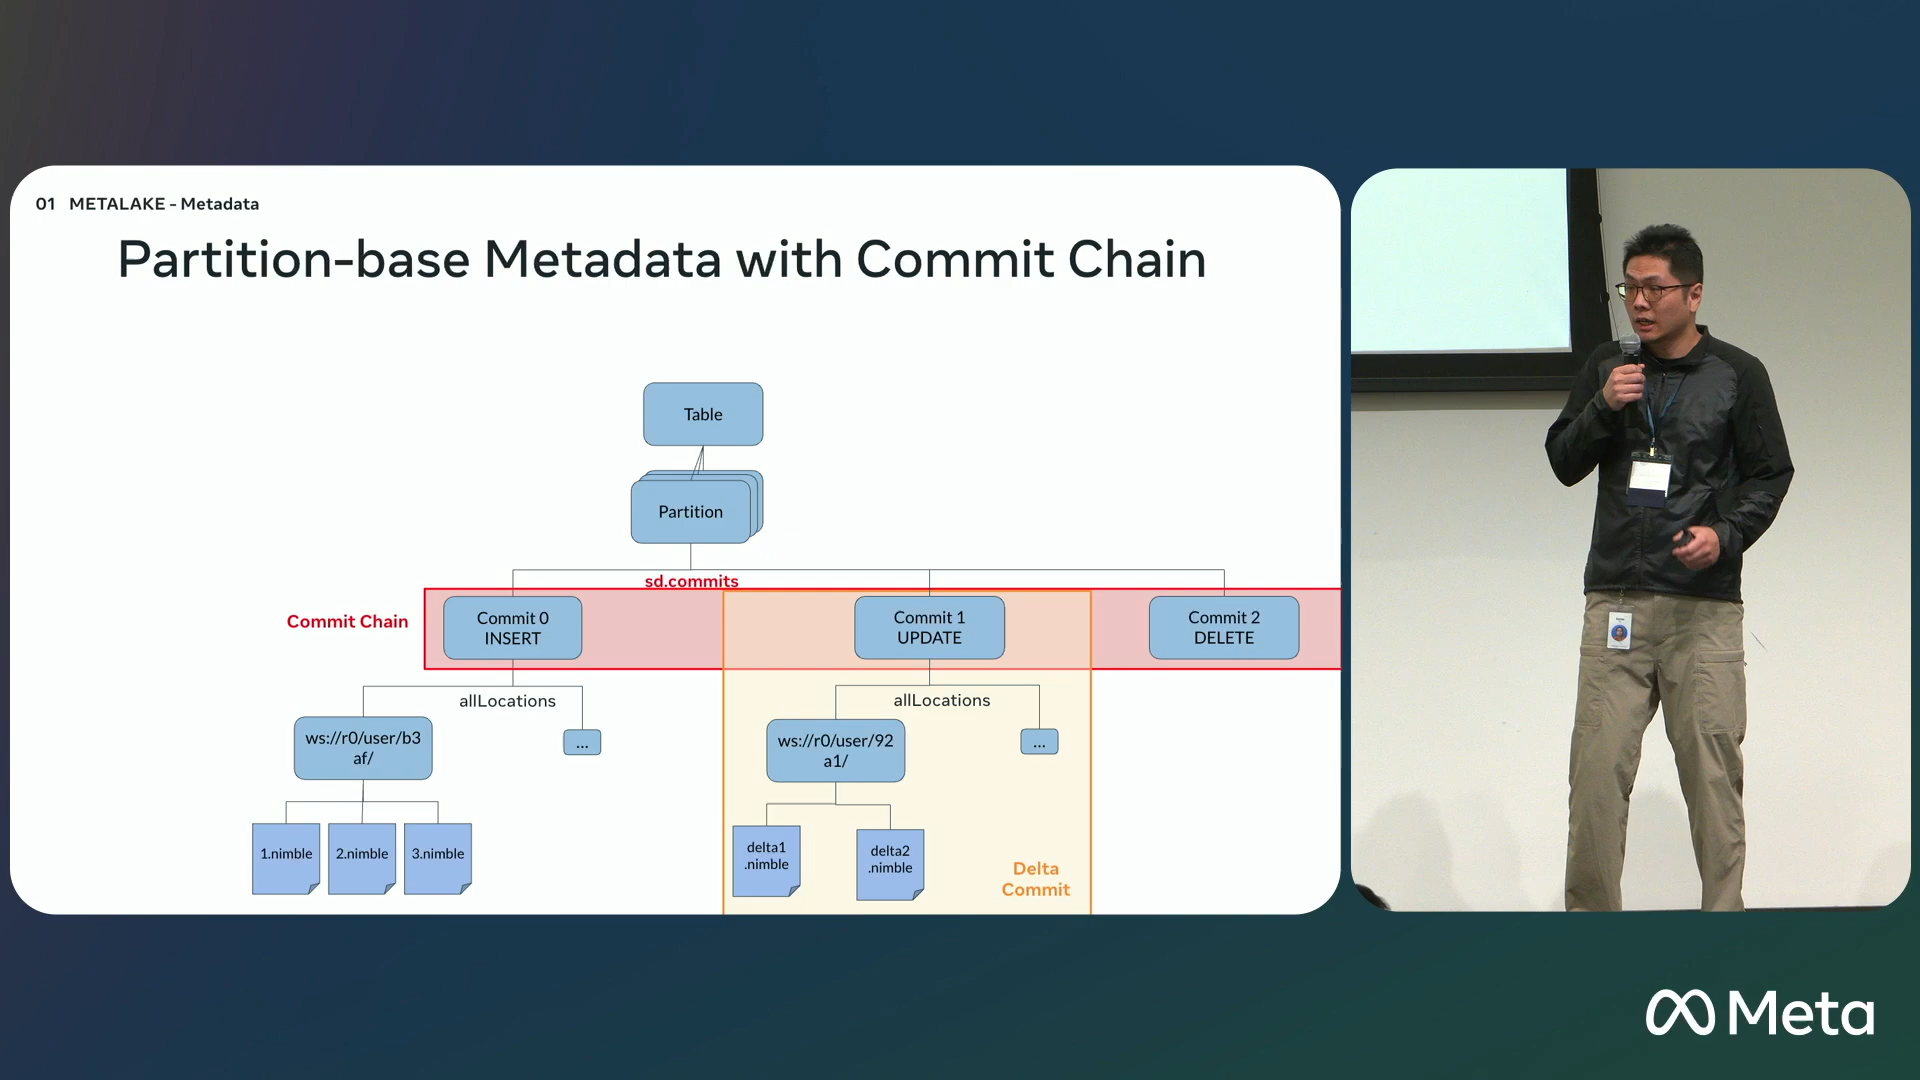 01 METALAKE - Metadata
Partition-base Metadata with Commit Chain
Table
Partition
sd.commits
Commit Chain
Commit 0
INSERT
Commit 1
UPDATE
Commit 2
DELETE
allLocations
allLocations
ws://r0/user/b3
af/
...
ws://r0/user/92
a1/
...
1.nimble
2.nimble
3.nimble
delta1
.nimble
delta2
.nimble
Delta
Commit
Meta